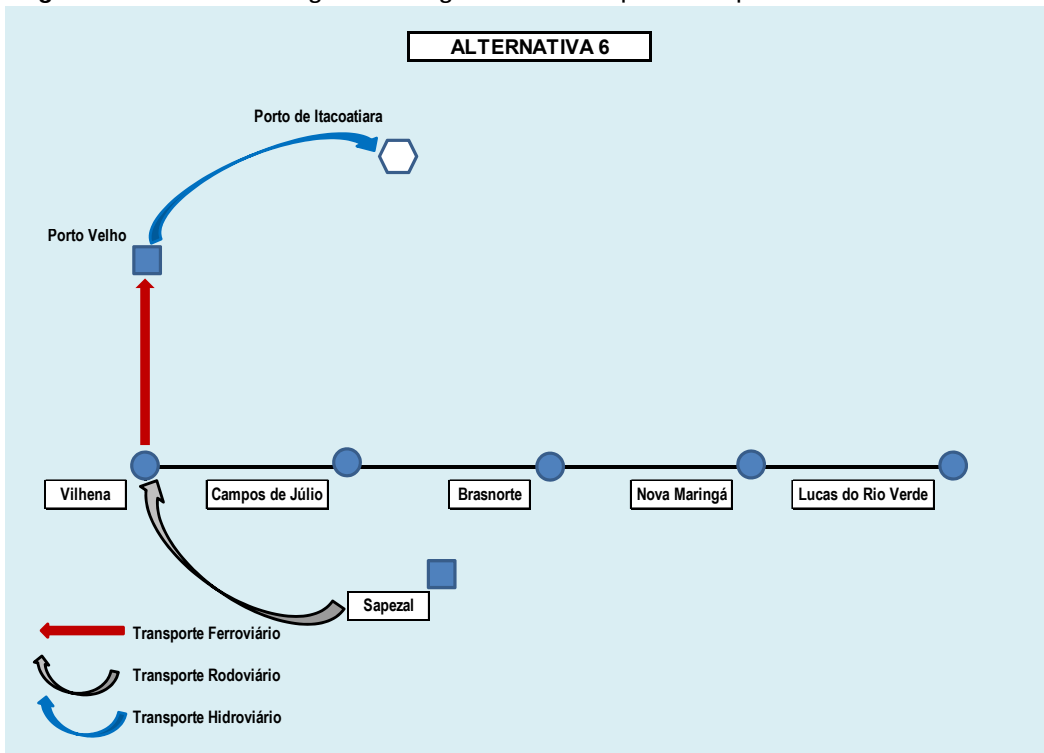 ALTERNATIVA 6
Porto de Itacoatiara
Porto Velho
Vilhena
Campos de Júlio
Brasnorte
Nova Maringá
Lucas do Rio Verde
Sapezal
Transporte Ferroviário
Transporte Rodoviário
Transporte Hidroviário